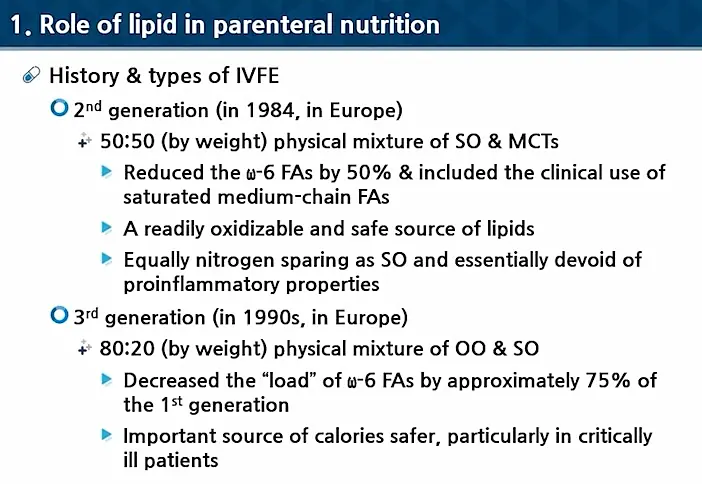 1. Role of lipid in parenteral nutrition
History & types of IVFE
2nd generation (in 1984, in Europe)
50:50 (by weight) physical mixture of SO & MCTs
Reduced the ω-6 FAs by 50% & included the clinical use of
saturated medium-chain FAs
A readily oxidizable and safe source of lipids
Equally nitrogen sparing as SO and essentially devoid of
proinflammatory properties
3rd generation (in 1990s, in Europe)
80:20 (by weight) physical mixture of OO & SO
Decreased the “load” of ω-6 FAs by approximately 75% of
the 1st generation
Important source of calories safer, particularly in critically
ill patients